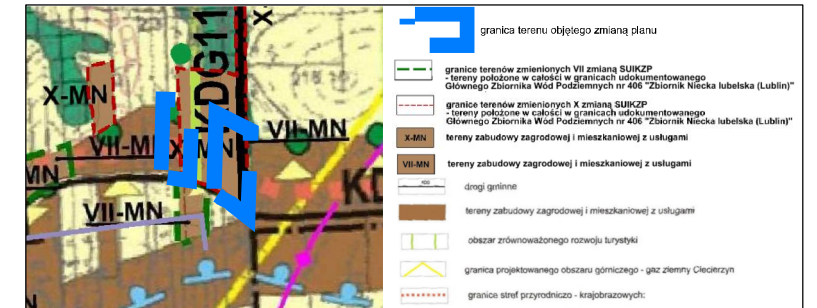 X-MN
KDG11
X-
218.10
VII-MN
VII-MN
X
MN
MN
VII-MN
KD
granica terenu objętego zmianą planu
granice terenów zmienionych VII zmianą SUIKZP
- tereny położone w całości w granicach udokumentowanego
Głównego Zbiornika Wód Podziemnych nr 406 "Zbiornik Niecka lubelska (Lublin)"
granice terenów zmienionych X zmianą SUIKZP
- tereny położone w całości w granicach udokumentowanego
Głównego Zbiornika Wód Podziemnych nr 406 "Zbiornik Niecka lubelska (Lublin)"
X-MN tereny zabudowy zagrodowej i mieszkaniowej z usługami
VII-MN tereny zabudowy zagrodowej i mieszkaniowej z usługami
drogi gminne
tereny zabudowy zagrodowej i mieszkaniowej z usługami
obszar zrównoważonego rozwoju turystyki
granica projektowanego obszaru górniczego - gaz ziemny Ciecierzyn
granice stref przyrodniczo - krajobrazowych: